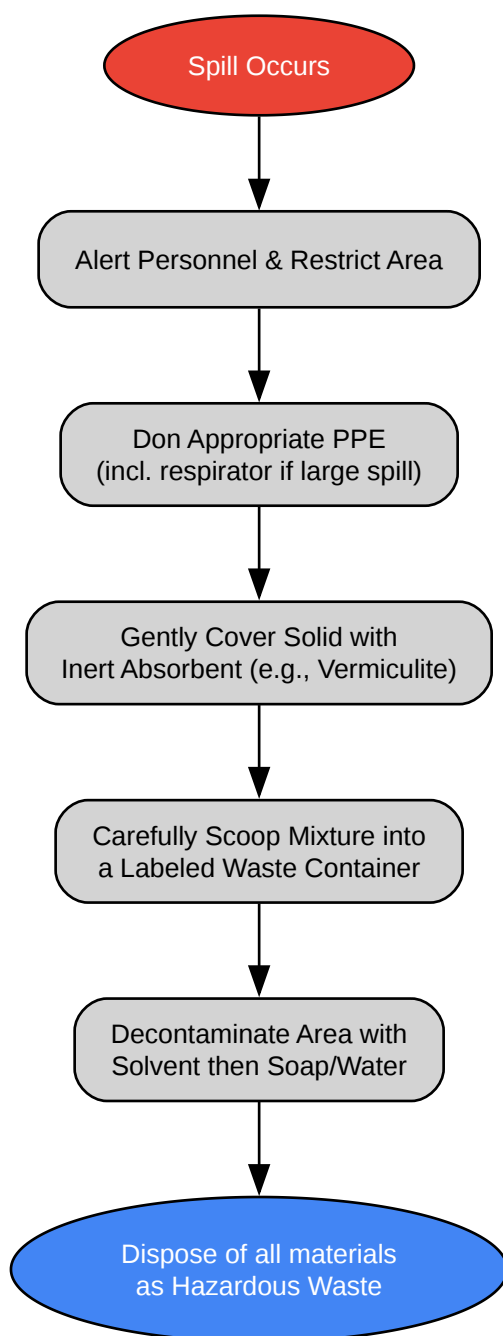 Spill Occurs
Alert Personnel & Restrict Area
Don Appropriate PPE
(incl. respirator if large spill)
Gently Cover Solid with
Inert Absorbent (e.g., Vermiculite)
Carefully Scoop Mixture into
a Labeled Waste Container
Decontaminate Area with
Solvent then Soap/Water
Dispose of all materials
as Hazardous Waste